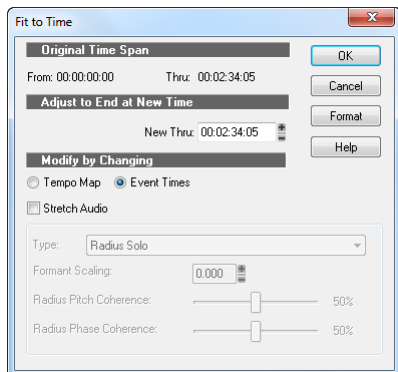 Fit to Time
Original Time Span
OK
From: 00:00:00:00 Thru: 00:02:34:05
Cancel
Adjust to End at New Time
Format
New Thru: 00:02:34:05
Help
Modify by Changing
Tempo Map Event Times
Stretch Audio
Type: Radius Solo
Formant Scaling: 0.000
Radius Pitch Coherence: 50%
Radius Phase Coherence: 50%